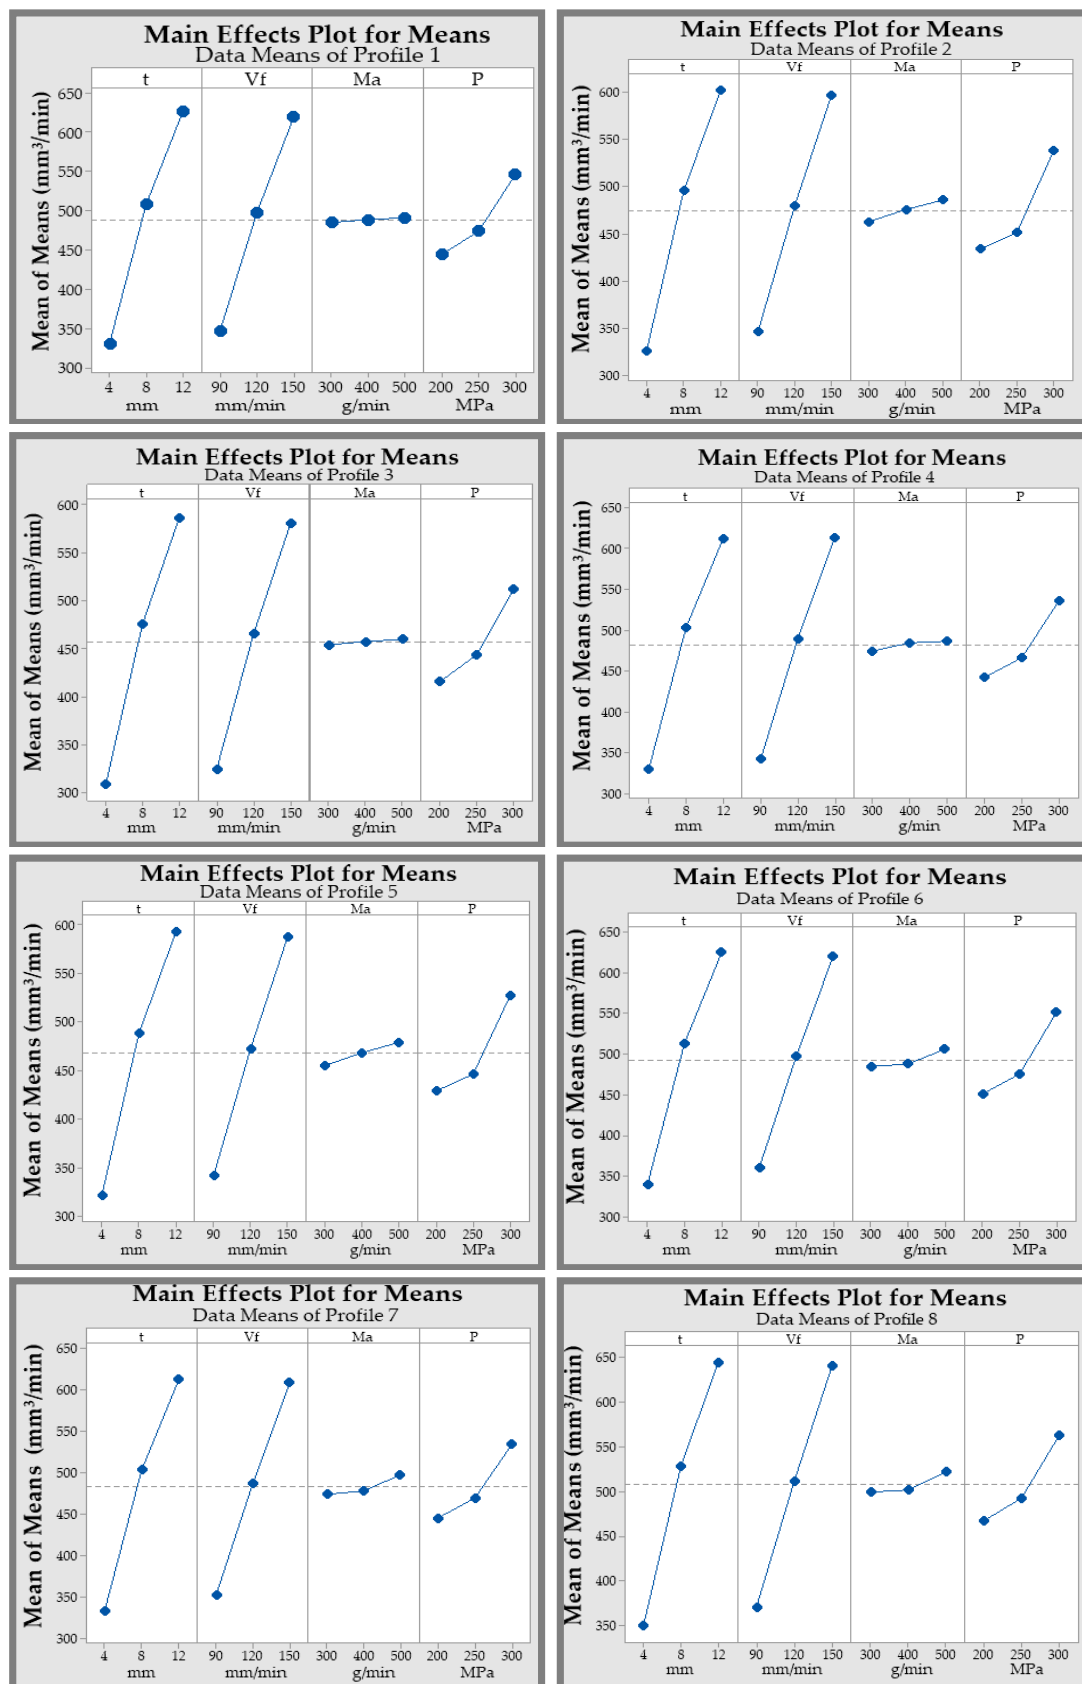 Main Effects Plot for Means
Data Means of Profile 1
t Vf Ma P
Mean of Means (mm³/min)
650
600
550
500
450
400
350
300
4 8 12 90 120 150 300 400 500 200 250 300
mm mm/min g/min MPa
Main Effects Plot for Means
Data Means of Profile 2
t Vf Ma P
Mean of Means (mm³/min)
600
550
500
450
400
350
300
4 8 12 90 120 150 300 400 500 200 250 300
mm mm/min g/min MPa
Main Effects Plot for Means
Data Means of Profile 3
t Vf Ma P
Mean of Means (mm³/min)
600
550
500
450
400
350
300
4 8 12 90 120 150 300 400 500 200 250 300
mm mm/min g/min MPa
Main Effects Plot for Means
Data Means of Profile 4
t Vf Ma P
Mean of Means (mm³/min)
650
600
550
500
450
400
350
300
4 8 12 90 120 150 300 400 500 200 250 300
mm mm/min g/min MPa
Main Effects Plot for Means
Data Means of Profile 5
t Vf Ma P
Mean of Means (mm³/min)
600
550
500
450
400
350
300
4 8 12 90 120 150 300 400 500 200 250 300
mm mm/min g/min MPa
Main Effects Plot for Means
Data Means of Profile 6
t Vf Ma P
Mean of Means (mm³/min)
650
600
550
500
450
400
350
300
4 8 12 90 120 150 300 400 500 200 250 300
mm mm/min g/min MPa
Main Effects Plot for Means
Data Means of Profile 7
t Vf Ma P
Mean of Means (mm³/min)
650
600
550
500
450
400
350
300
4 8 12 90 120 150 300 400 500 200 250 300
mm mm/min g/min MPa
Main Effects Plot for Means
Data Means of Profile 8
t Vf Ma P
Mean of Means (mm³/min)
650
600
550
500
450
400
350
4 8 12 90 120 150 300 400 500 200 250 300
mm mm/min g/min MPa